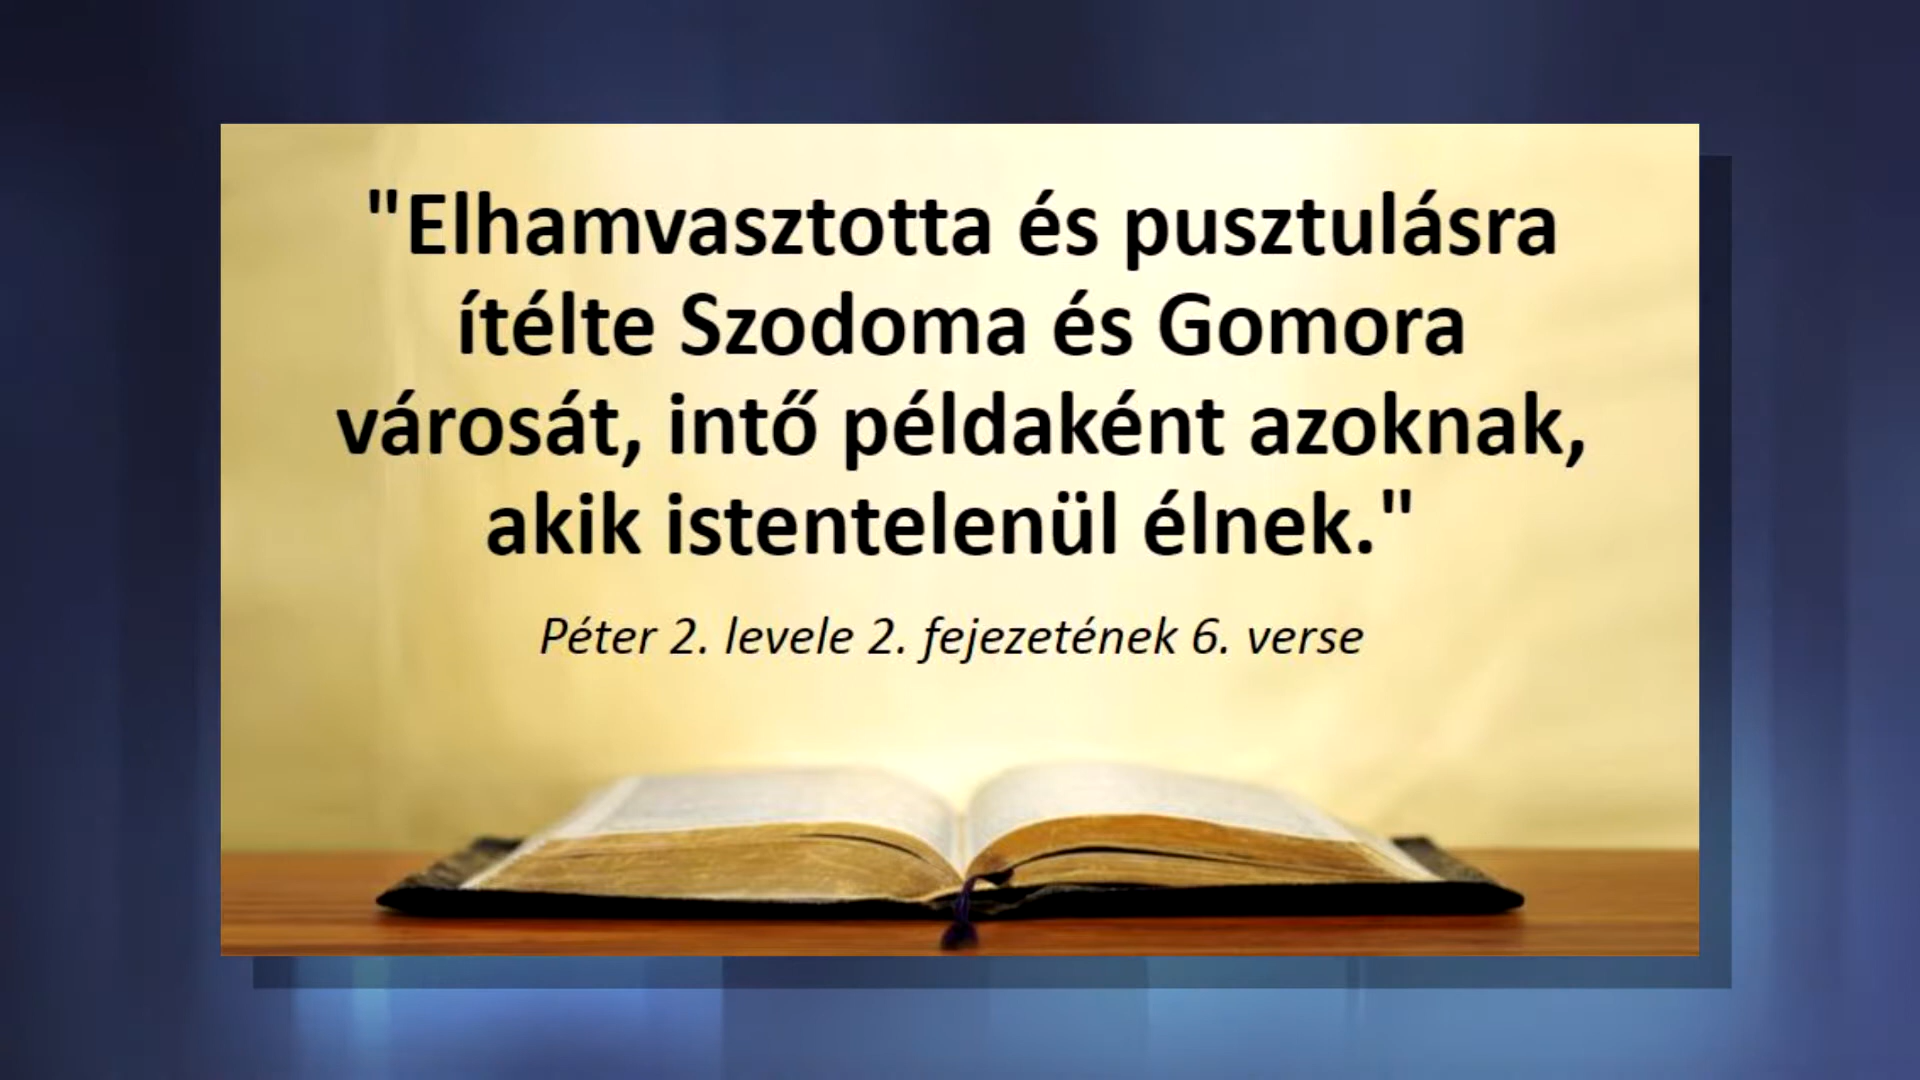 "Elhamvasztotta és pusztulásra
ítélte Szodoma és Gomora
városát, intő példaként azoknak,
akik istentelenül élnek."
Péter 2. levele 2. fejezetének 6. verse